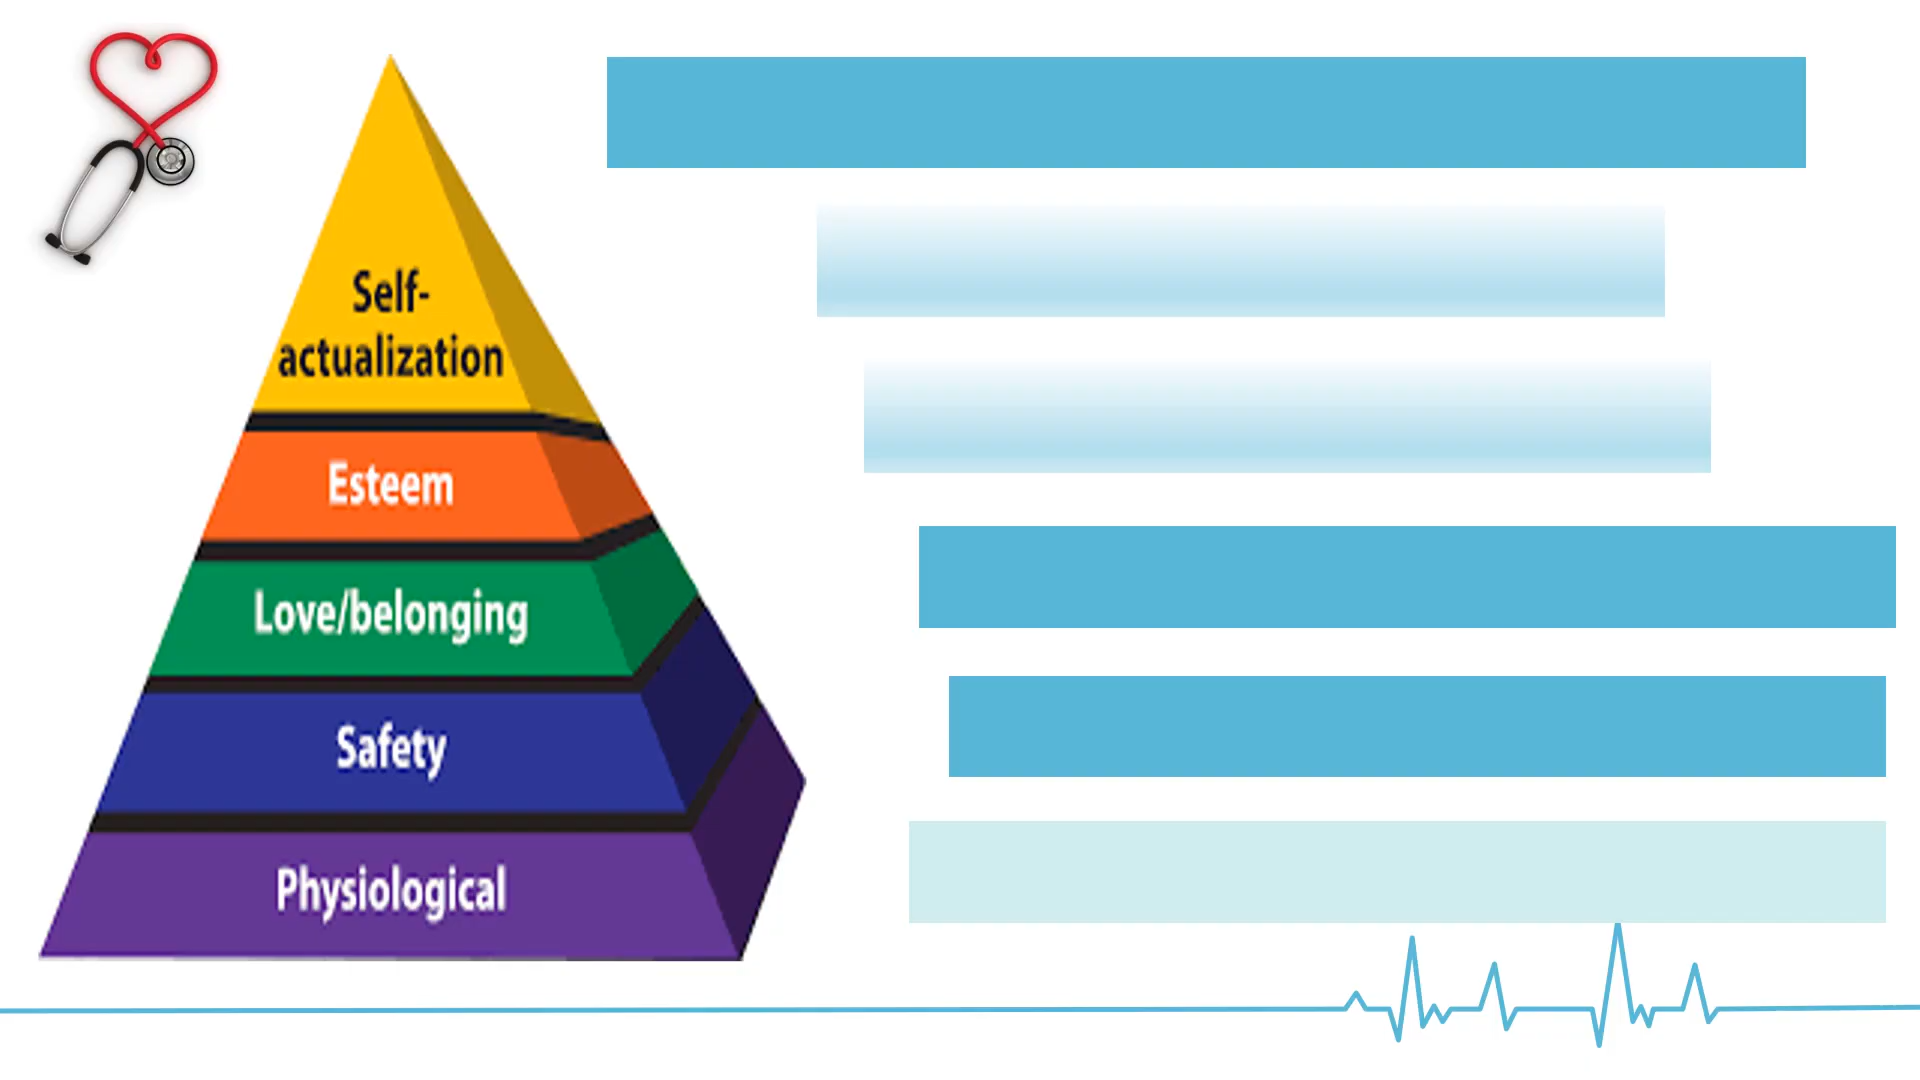 Self-
actualization
Esteem
Love/belonging
Safety
Physiological